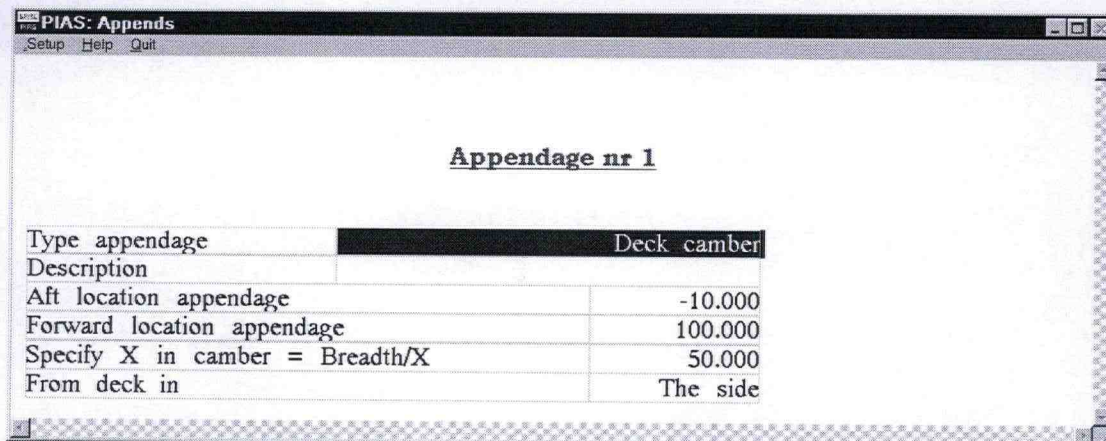 PIAS: Appends
Setup Help Quit
Appendage nr 1
Type appendage Deck camber
Description
Aft location appendage -10.000
Forward location appendage 100.000
Specify X in camber = Breadth/X 50.000
From deck in The side